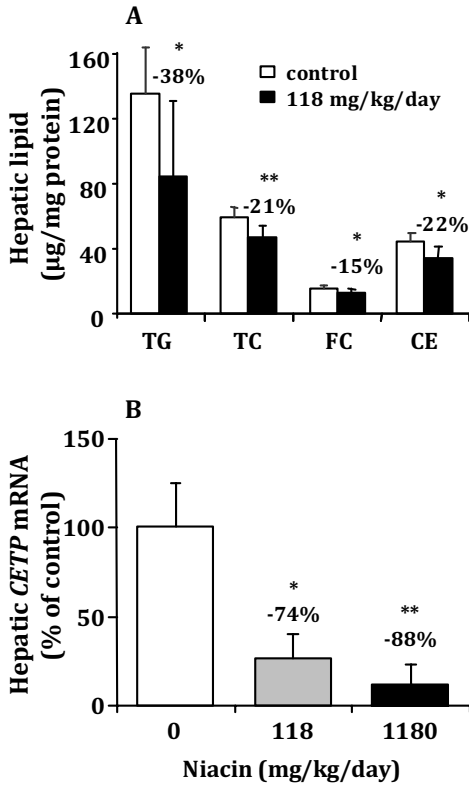 A
Hepatic lipid
(µg/mg protein)
160
120
80
40
0
control
118 mg/kg/day
*
-38%
**
-21%
*
-15%
*
-22%
TG TC FC CE
B
Hepatic CETP mRNA
(% of control)
150
100
50
0
*
-74%
**
-88%
0 118 1180
Niacin (mg/kg/day)